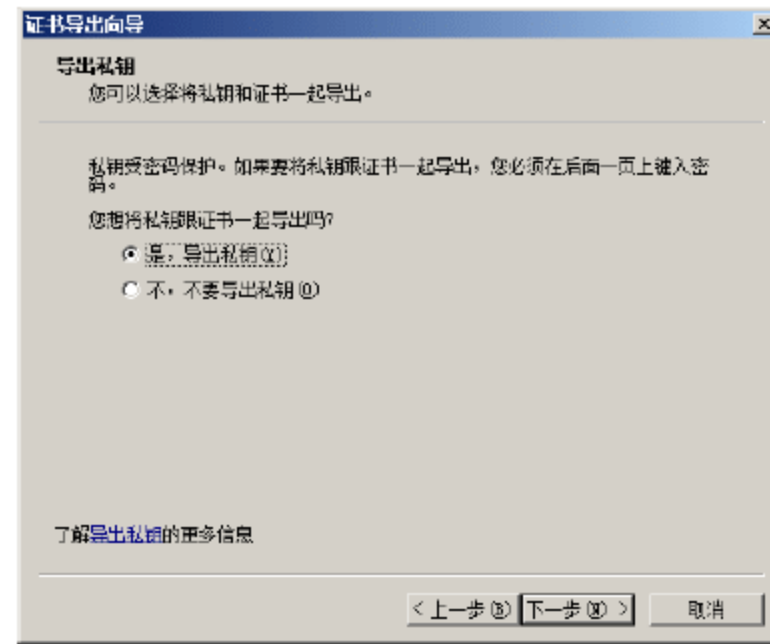 证书导出向导
导出私钥
您可以选择将私钥和证书一起导出。
私钥受密码保护。如果要将私钥跟证书一起导出，您必须在后面一页上键入密
码。
您想将私钥跟证书一起导出吗?
是，导出私钥(Y)
不，不要导出私钥(O)
了解导出私钥的更多信息
< 上一步(B) 下一步(N) > 取消